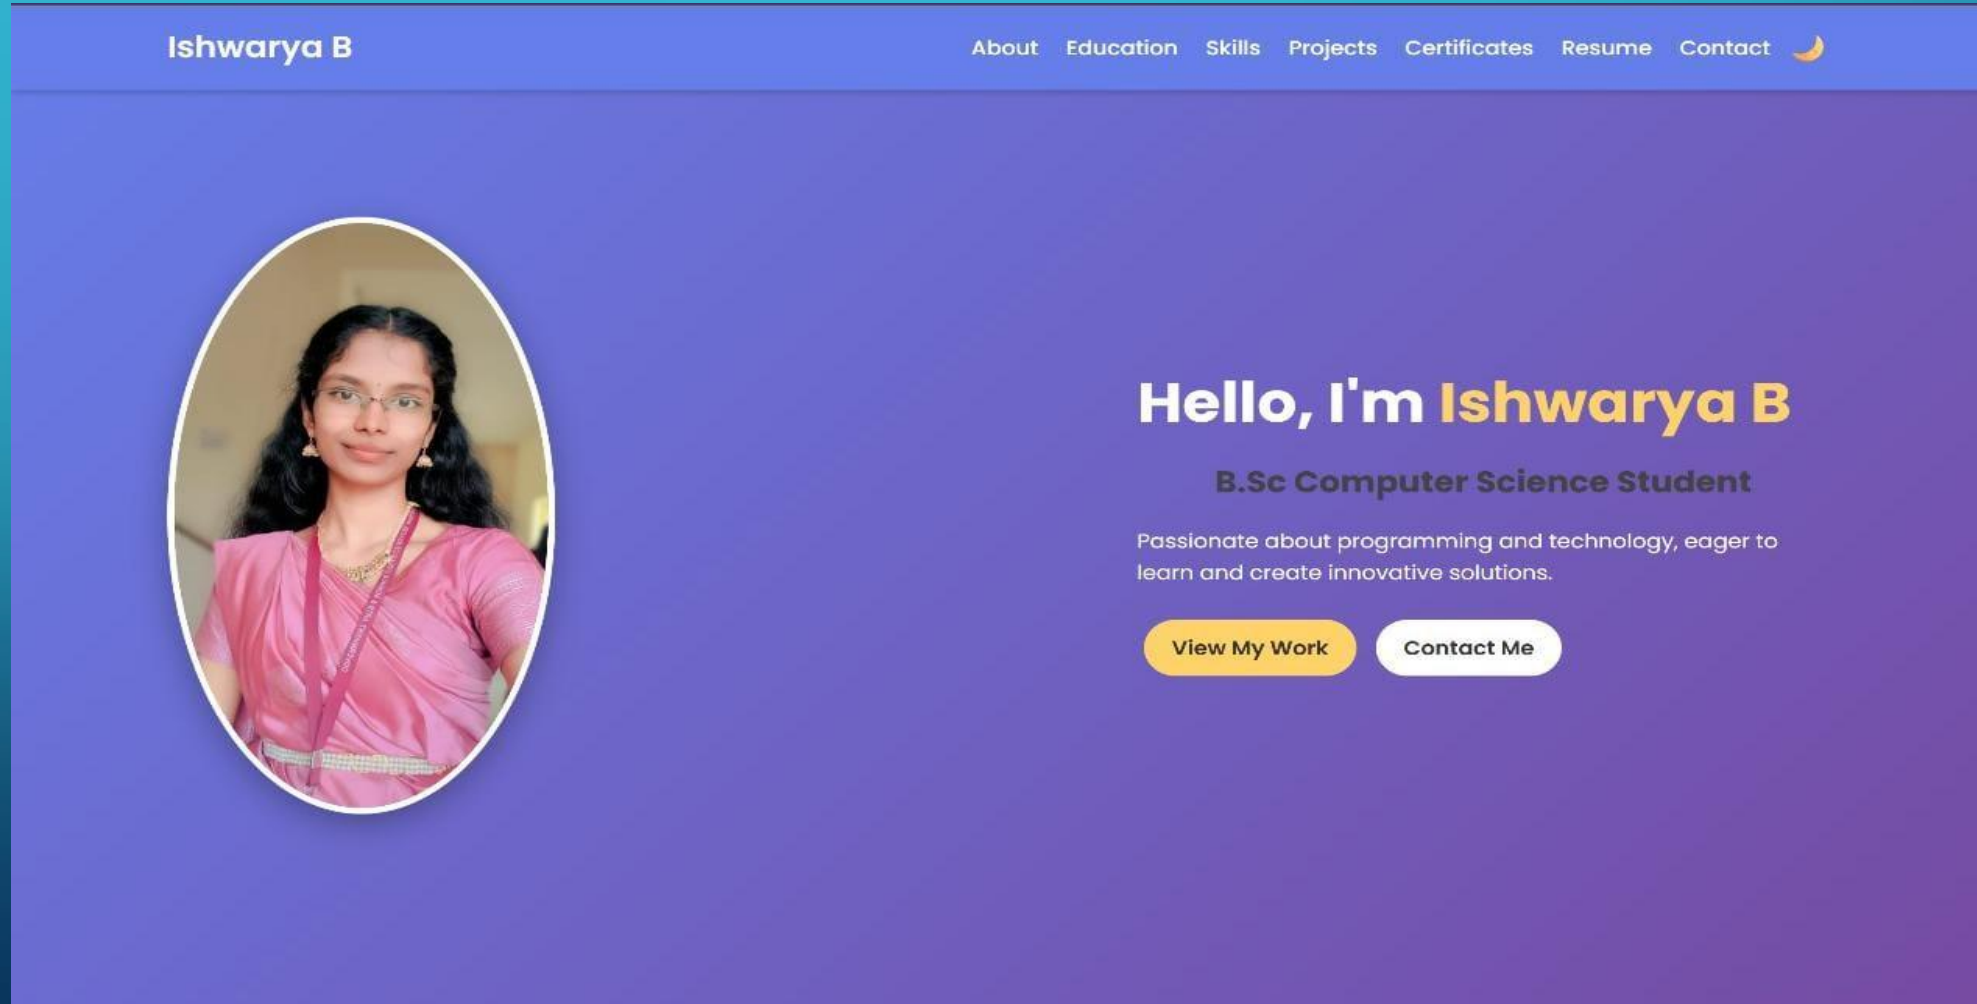 Ishwarya B
About Education Skills Projects Certificates Resume Contact
Hello, I'm Ishwarya B
B.Sc Computer Science Student
Passionate about programming and technology, eager to
learn and create innovative solutions.
View My Work Contact Me